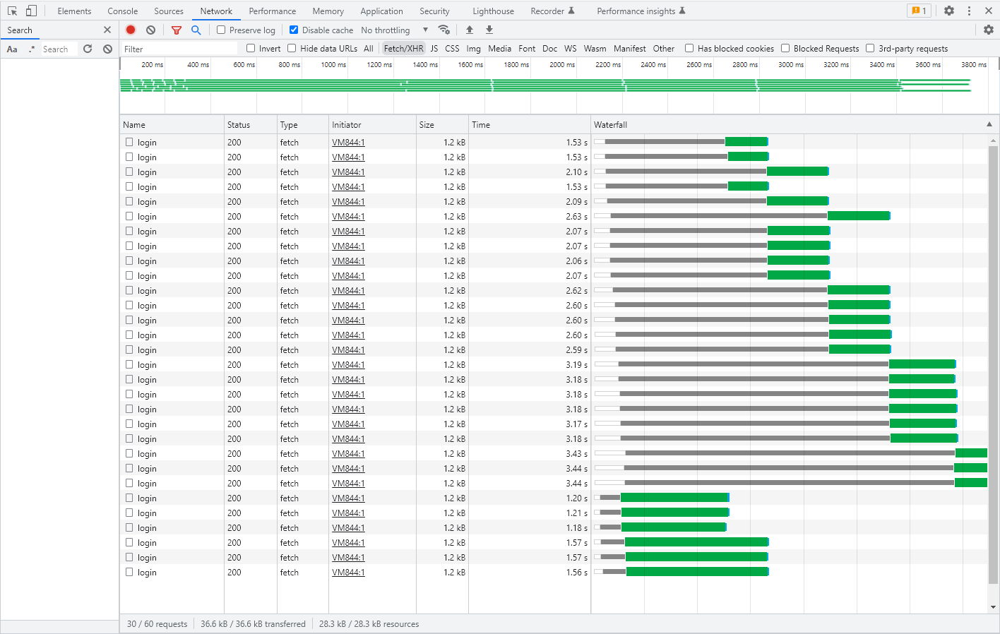 Elements Console Sources Network Performance Memory Application Security Lighthouse Recorder Performance insights 1
Search Preserve log Disable cache No throttling
Aa .* Search Filter Invert Hide data URLs All Fetch/XHR JS CSS Img Media Font Doc WS Wasm Manifest Other Has blocked cookies Blocked Requests 3rd-party requests
200 ms 400 ms 600 ms 800 ms 1000 ms 1200 ms 1400 ms 1600 ms 1800 ms 2000 ms 2200 ms 2400 ms 2600 ms 2800 ms 3000 ms 3200 ms 3400 ms 3600 ms 3800 ms
Name Status Type Initiator Size Time Waterfall
login 200 fetch VM844:1 1.2 kB 1.53 s
login 200 fetch VM844:1 1.2 kB 1.53 s
login 200 fetch VM844:1 1.2 kB 2.10 s
login 200 fetch VM844:1 1.2 kB 1.53 s
login 200 fetch VM844:1 1.2 kB 2.09 s
login 200 fetch VM844:1 1.2 kB 2.63 s
login 200 fetch VM844:1 1.2 kB 2.07 s
login 200 fetch VM844:1 1.2 kB 2.07 s
login 200 fetch VM844:1 1.2 kB 2.06 s
login 200 fetch VM844:1 1.2 kB 2.07 s
login 200 fetch VM844:1 1.2 kB 2.62 s
login 200 fetch VM844:1 1.2 kB 2.60 s
login 200 fetch VM844:1 1.2 kB 2.60 s
login 200 fetch VM844:1 1.2 kB 2.60 s
login 200 fetch VM844:1 1.2 kB 2.59 s
login 200 fetch VM844:1 1.2 kB 3.19 s
login 200 fetch VM844:1 1.2 kB 3.18 s
login 200 fetch VM844:1 1.2 kB 3.18 s
login 200 fetch VM844:1 1.2 kB 3.18 s
login 200 fetch VM844:1 1.2 kB 3.17 s
login 200 fetch VM844:1 1.2 kB 3.18 s
login 200 fetch VM844:1 1.2 kB 3.43 s
login 200 fetch VM844:1 1.2 kB 3.44 s
login 200 fetch VM844:1 1.2 kB 3.44 s
login 200 fetch VM844:1 1.2 kB 1.20 s
login 200 fetch VM844:1 1.2 kB 1.21 s
login 200 fetch VM844:1 1.2 kB 1.18 s
login 200 fetch VM844:1 1.2 kB 1.57 s
login 200 fetch VM844:1 1.2 kB 1.57 s
login 200 fetch VM844:1 1.2 kB 1.56 s
30 / 60 requests 36.6 kB / 36.6 kB transferred 28.3 kB / 28.3 kB resources